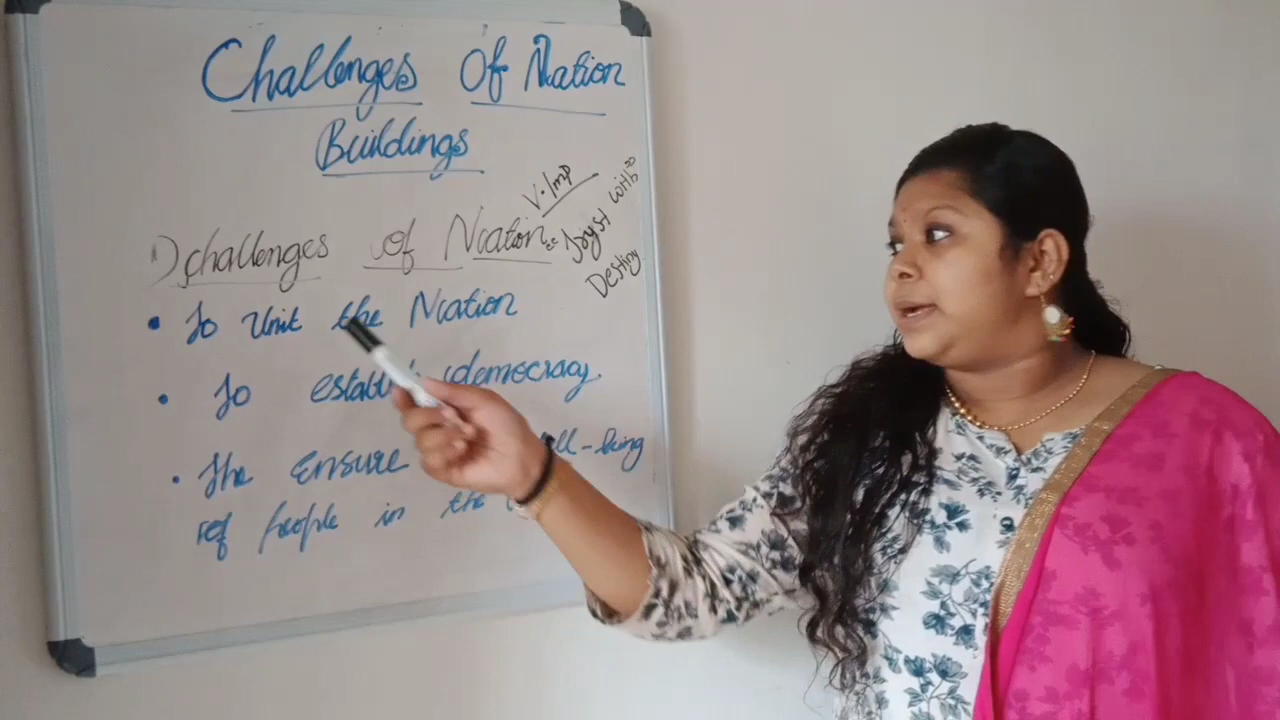 Challenges Of Nation
Buildings
V. Imp
1) challenges of Nation
"Tryst with
Destiny
• To Unit the Nation
• To democracy.
• The Ensure being
of people in the